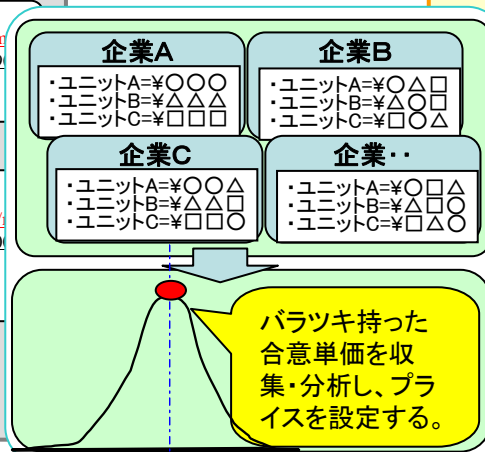 企業A
・ユニットA=¥〇〇〇
・ユニットB=¥△△△
・ユニットC=¥□□□
企業B
・ユニットA=¥〇△□
・ユニットB=¥△〇□
・ユニットC=¥□〇△
企業C
・ユニットA=¥〇〇△
・ユニットB=¥△△□
・ユニットC=¥□□〇
企業・・
・ユニットA=¥〇□△
・ユニットB=¥△□〇
・ユニットC=¥□△〇
バラツキ持った
合意単価を収
集・分析し、プラ
イスを設定する。